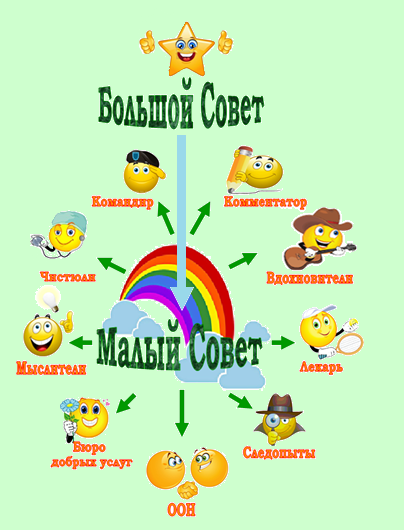 Большой Совет
Командир
Комментатор
Чистюли
Вдохновители
Малый Совет
Мыслители
Лекарь
Бюро
добрых услуг
Следопыты
ООН